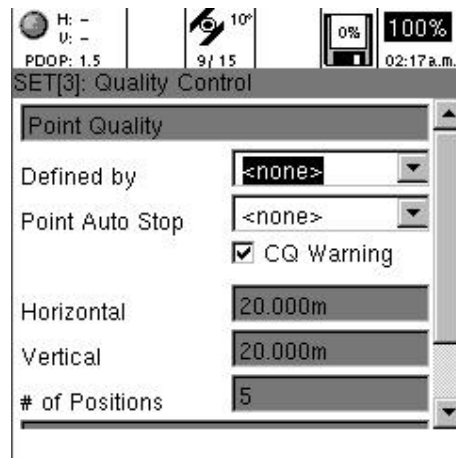 H: -
V: -
PDOP: 1.5
10°
9/15
0%
100%
02:17a.m.
SET[3]: Quality Control
Point Quality
Defined by <none>
Point Auto Stop <none>
CQ Warning
Horizontal 20.000m
Vertical 20.000m
# of Positions 5